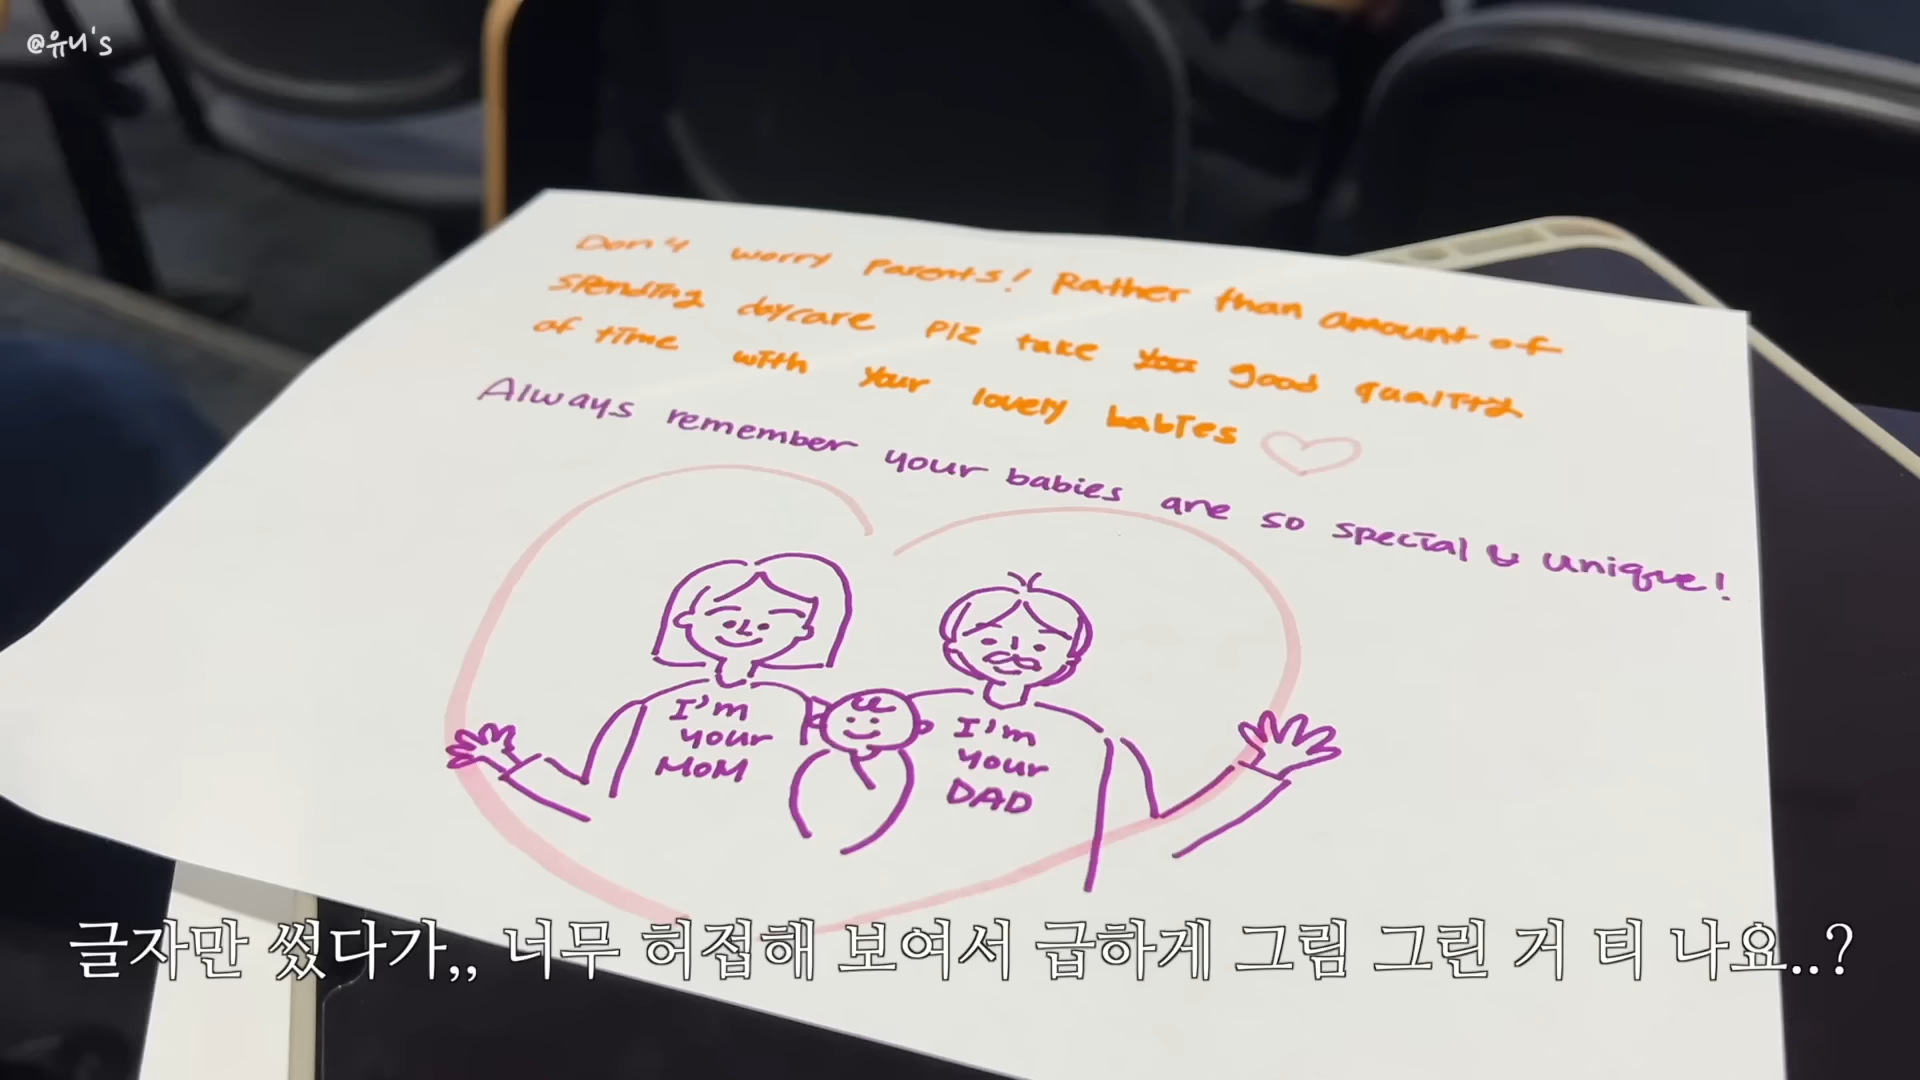 @유니's
Don't worry parents! Rather than amount of
spending daycare plz take you good quality
of time with your lovely babies
Always remember your babies are so special & unique!
I'm
your
MOM
I'm
your
DAD
글자만 썼다가,, 너무 허접해 보여서 급하게 그림 그린 거 티 나요..?